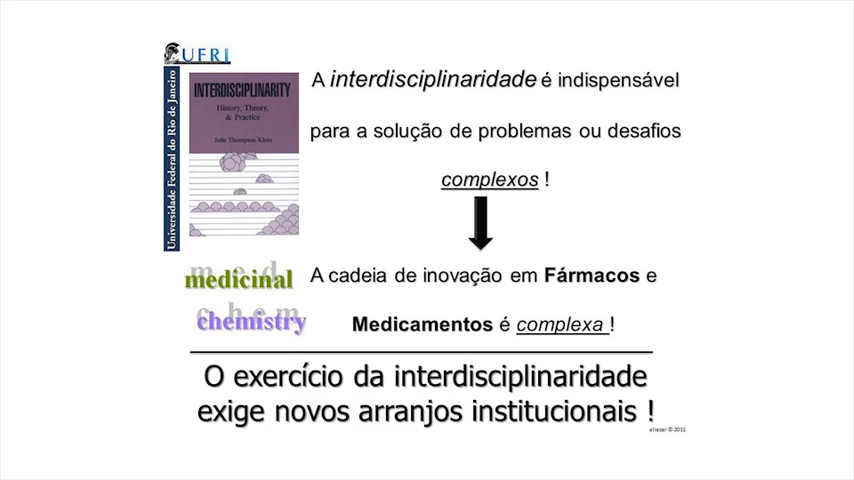 UFRJ
Universidade Federal do Rio de Janeiro
INTERDISCIPLINARITY
History, Theory,
& Practice
Julie Thompson Klein
A interdisciplinaridade é indispensável
para a solução de problemas ou desafios
complexos !
med
medicinal
chem
chemistry
A cadeia de inovação em Fármacos e
Medicamentos é complexa !
O exercício da interdisciplinaridade
exige novos arranjos institucionais !
eliezer © 2011